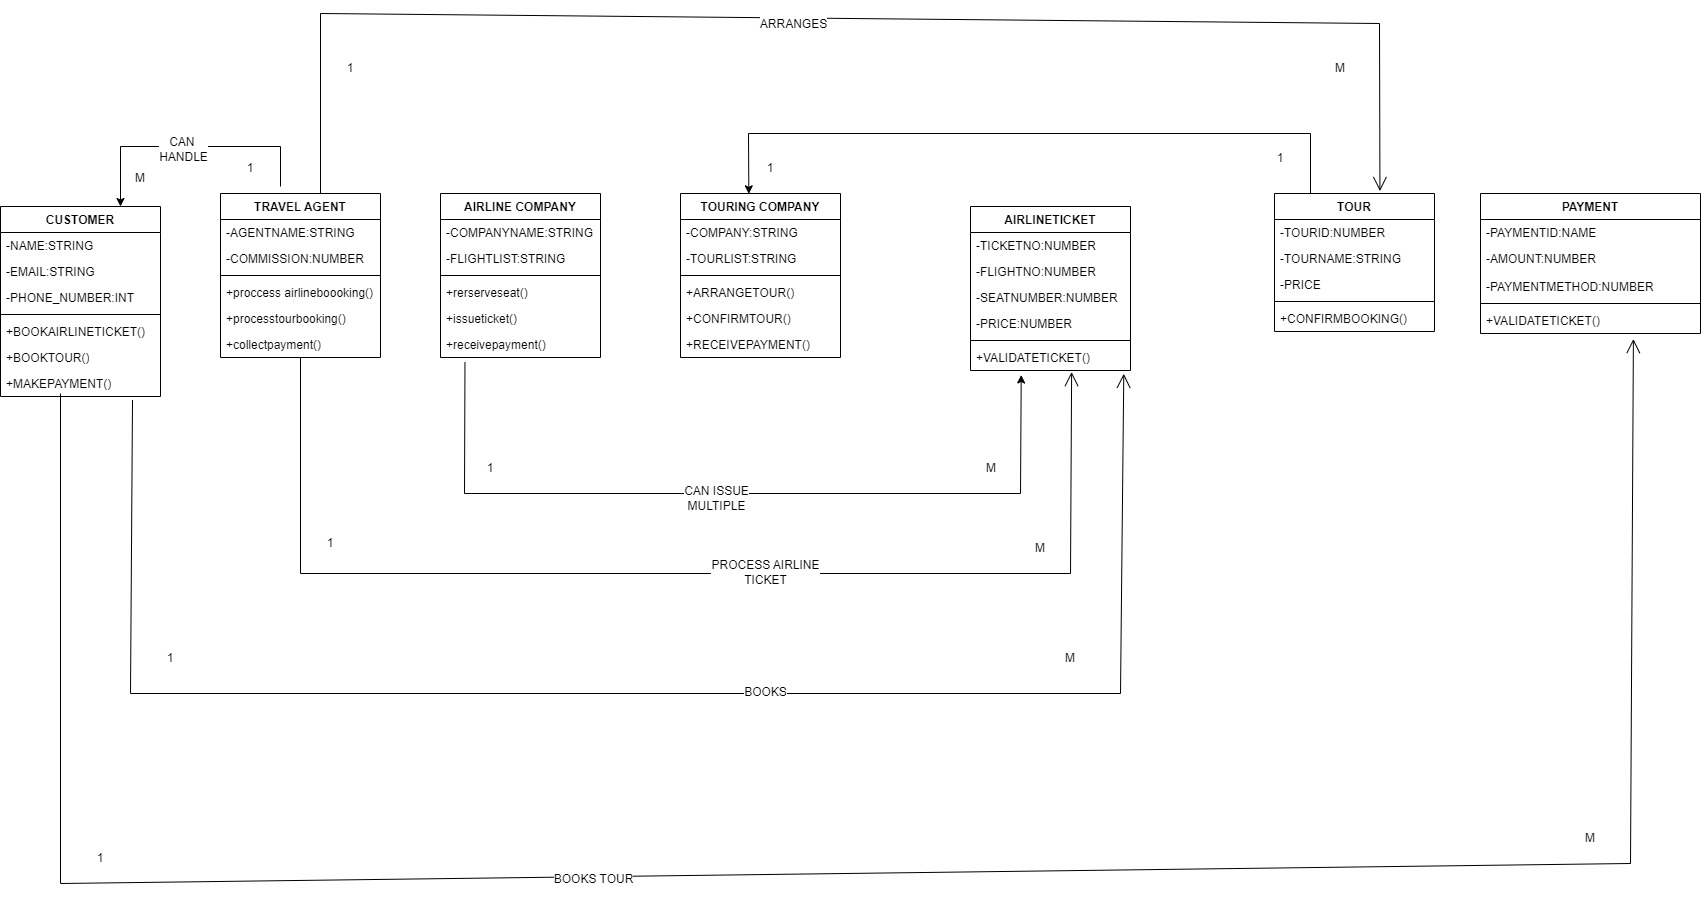 ARRANGES
1
M
CAN
HANDLE
1
M
1
1
CUSTOMER
-NAME:STRING
-EMAIL:STRING
-PHONE_NUMBER:INT
+BOOKAIRLINETICKET()
+BOOKTOUR()
+MAKEPAYMENT()
TRAVEL AGENT
-AGENTNAME:STRING
-COMMISSION:NUMBER
+proccess airlineboooking()
+processtourbooking()
+collectpayment()
AIRLINE COMPANY
-COMPANYNAME:STRING
-FLIGHTLIST:STRING
+rerserveseat()
+issueticket()
+receivepayment()
TOURING COMPANY
-COMPANY:STRING
-TOURLIST:STRING
+ARRANGETOUR()
+CONFIRMTOUR()
+RECEIVEPAYMENT()
AIRLINETICKET
-TICKETNO:NUMBER
-FLIGHTNO:NUMBER
-SEATNUMBER:NUMBER
-PRICE:NUMBER
+VALIDATETICKET()
TOUR
-TOURID:NUMBER
-TOURNAME:STRING
-PRICE
+CONFIRMBOOKING()
PAYMENT
-PAYMENTID:NAME
-AMOUNT:NUMBER
-PAYMENTMETHOD:NUMBER
+VALIDATETICKET()
1
M
CAN ISSUE
MULTIPLE
1
M
PROCESS AIRLINE
TICKET
1
M
BOOKS
1
M
BOOKS TOUR